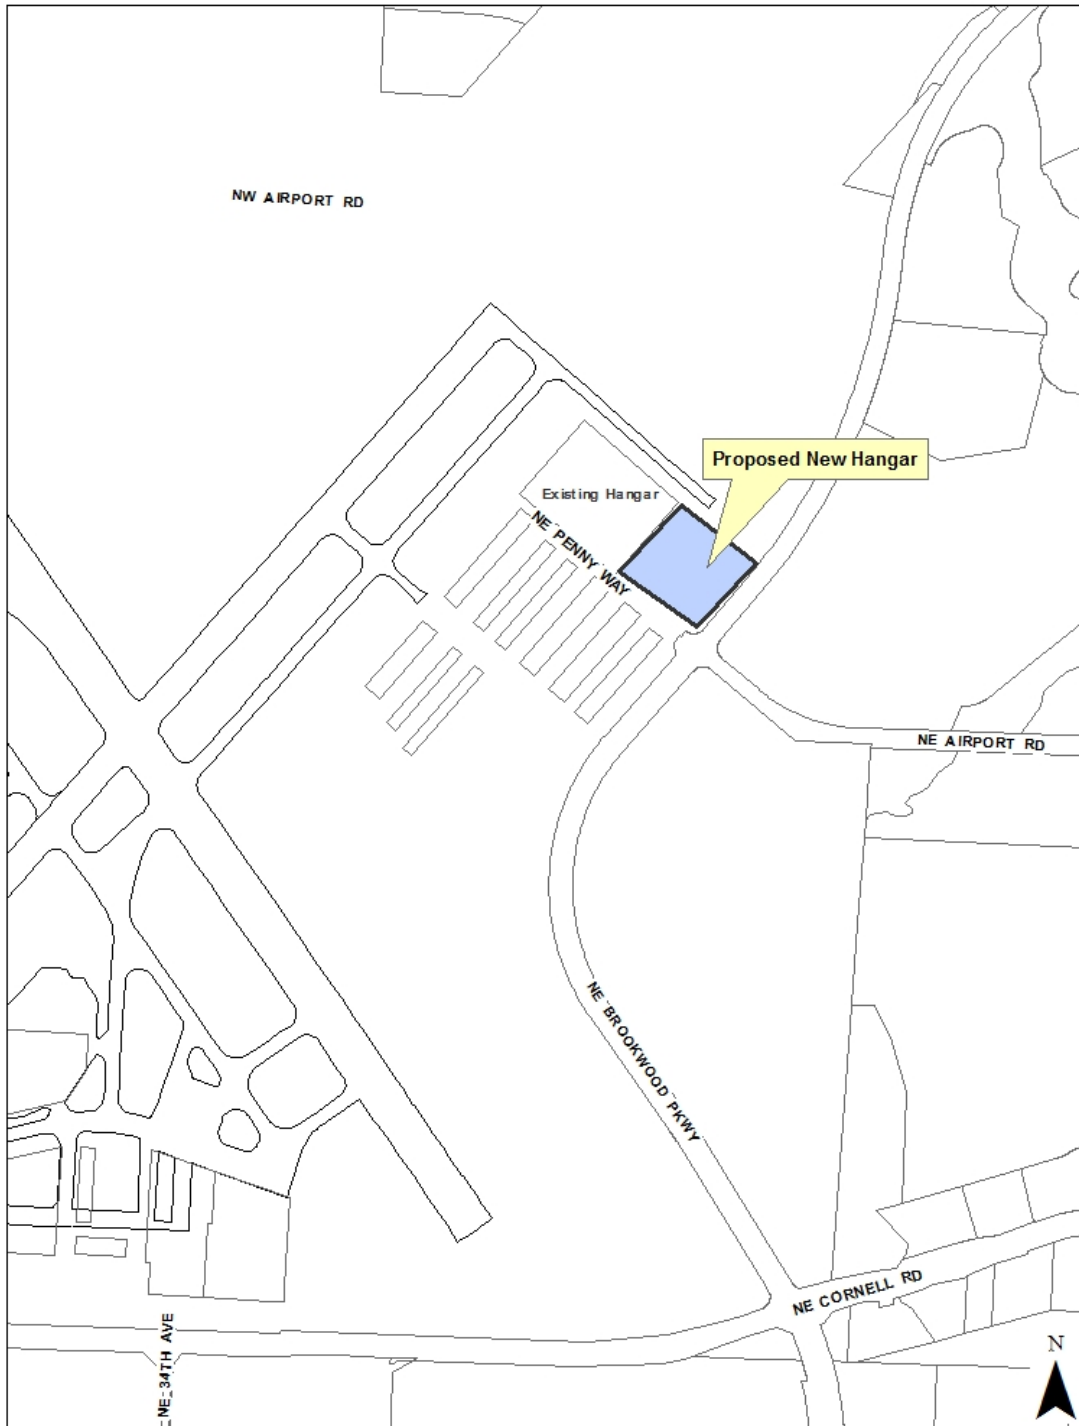 NW AIRPORT RD
Proposed New Hangar
Existing Hangar
NE PENNY WAY
NE AIRPORT RD
NE BROOKWOOD PKWY
NE CORNELL RD
NE 34TH AVE
N